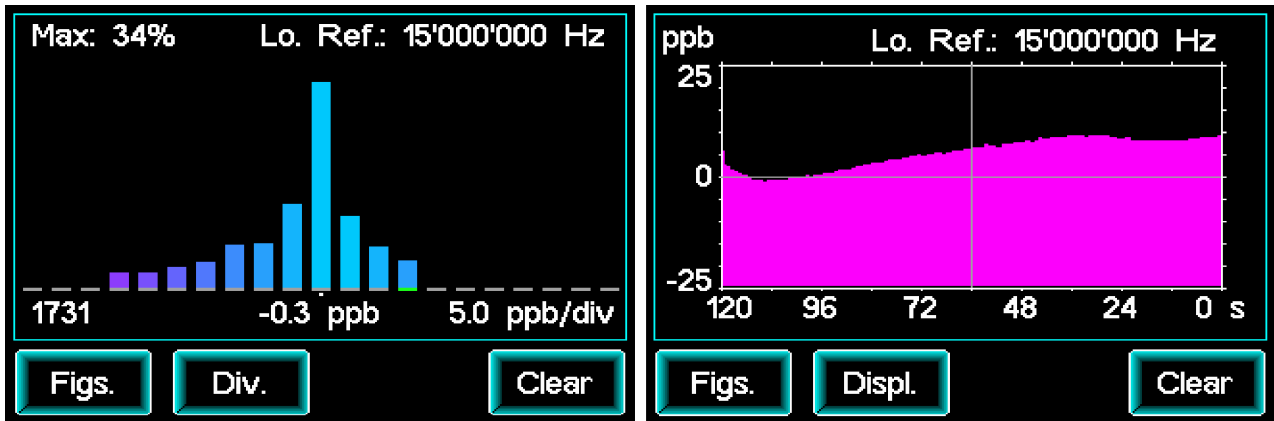 Max: 34% Lo. Ref.: 15'000'000 Hz
1731 -0.3 ppb 5.0 ppb/div
Figs. Div. Clear
ppb Lo. Ref.: 15'000'000 Hz
25
0
-25
120 96 72 48 24 0 s
Figs. Displ. Clear